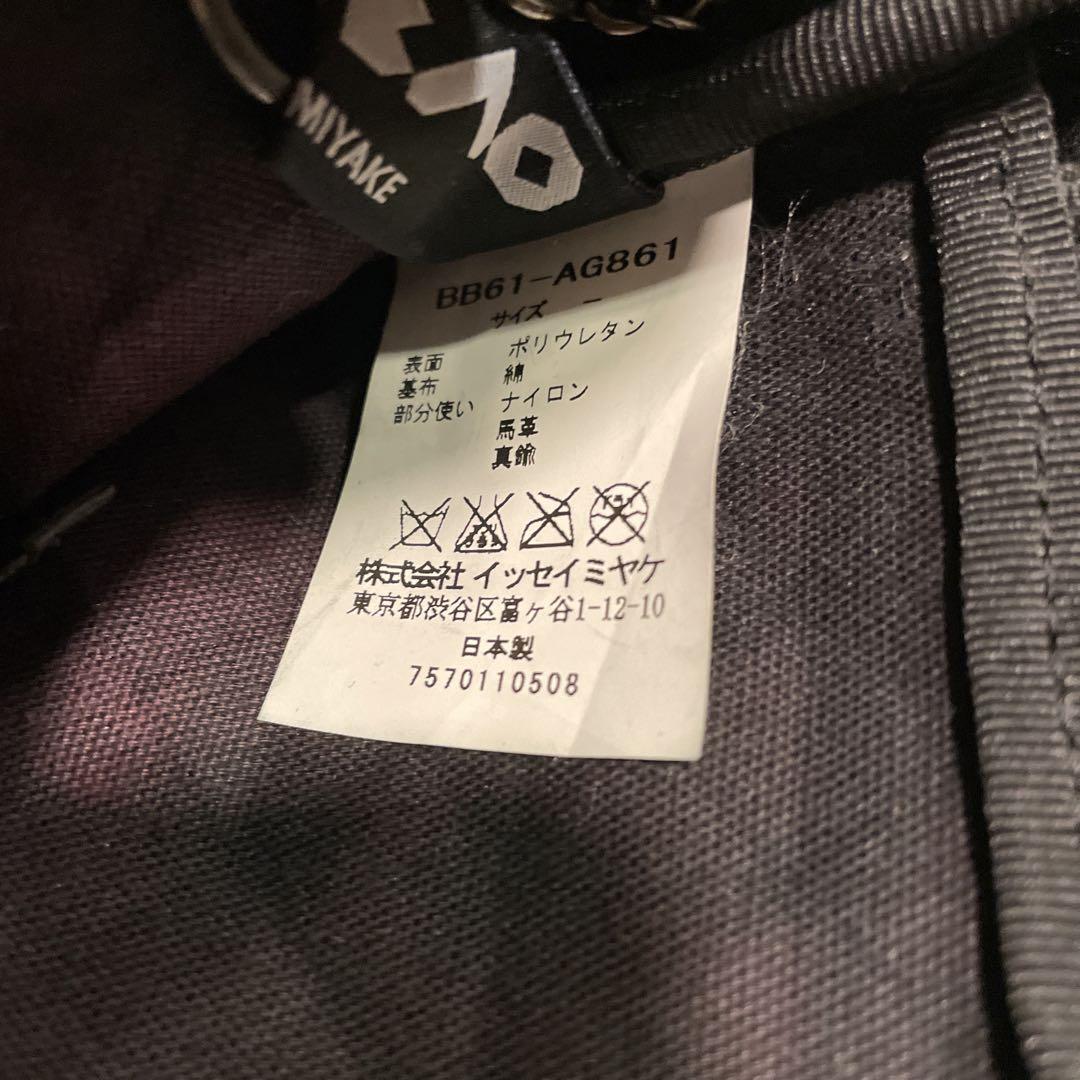 MIYAKE
BB61-AG861
サイズ －
表面 ポリウレタン
基布 綿
部分使い ナイロン
馬革
真鍮
株式会社 イッセイミヤケ
東京都渋谷区富ヶ谷1-12-10
日本製
7570110508